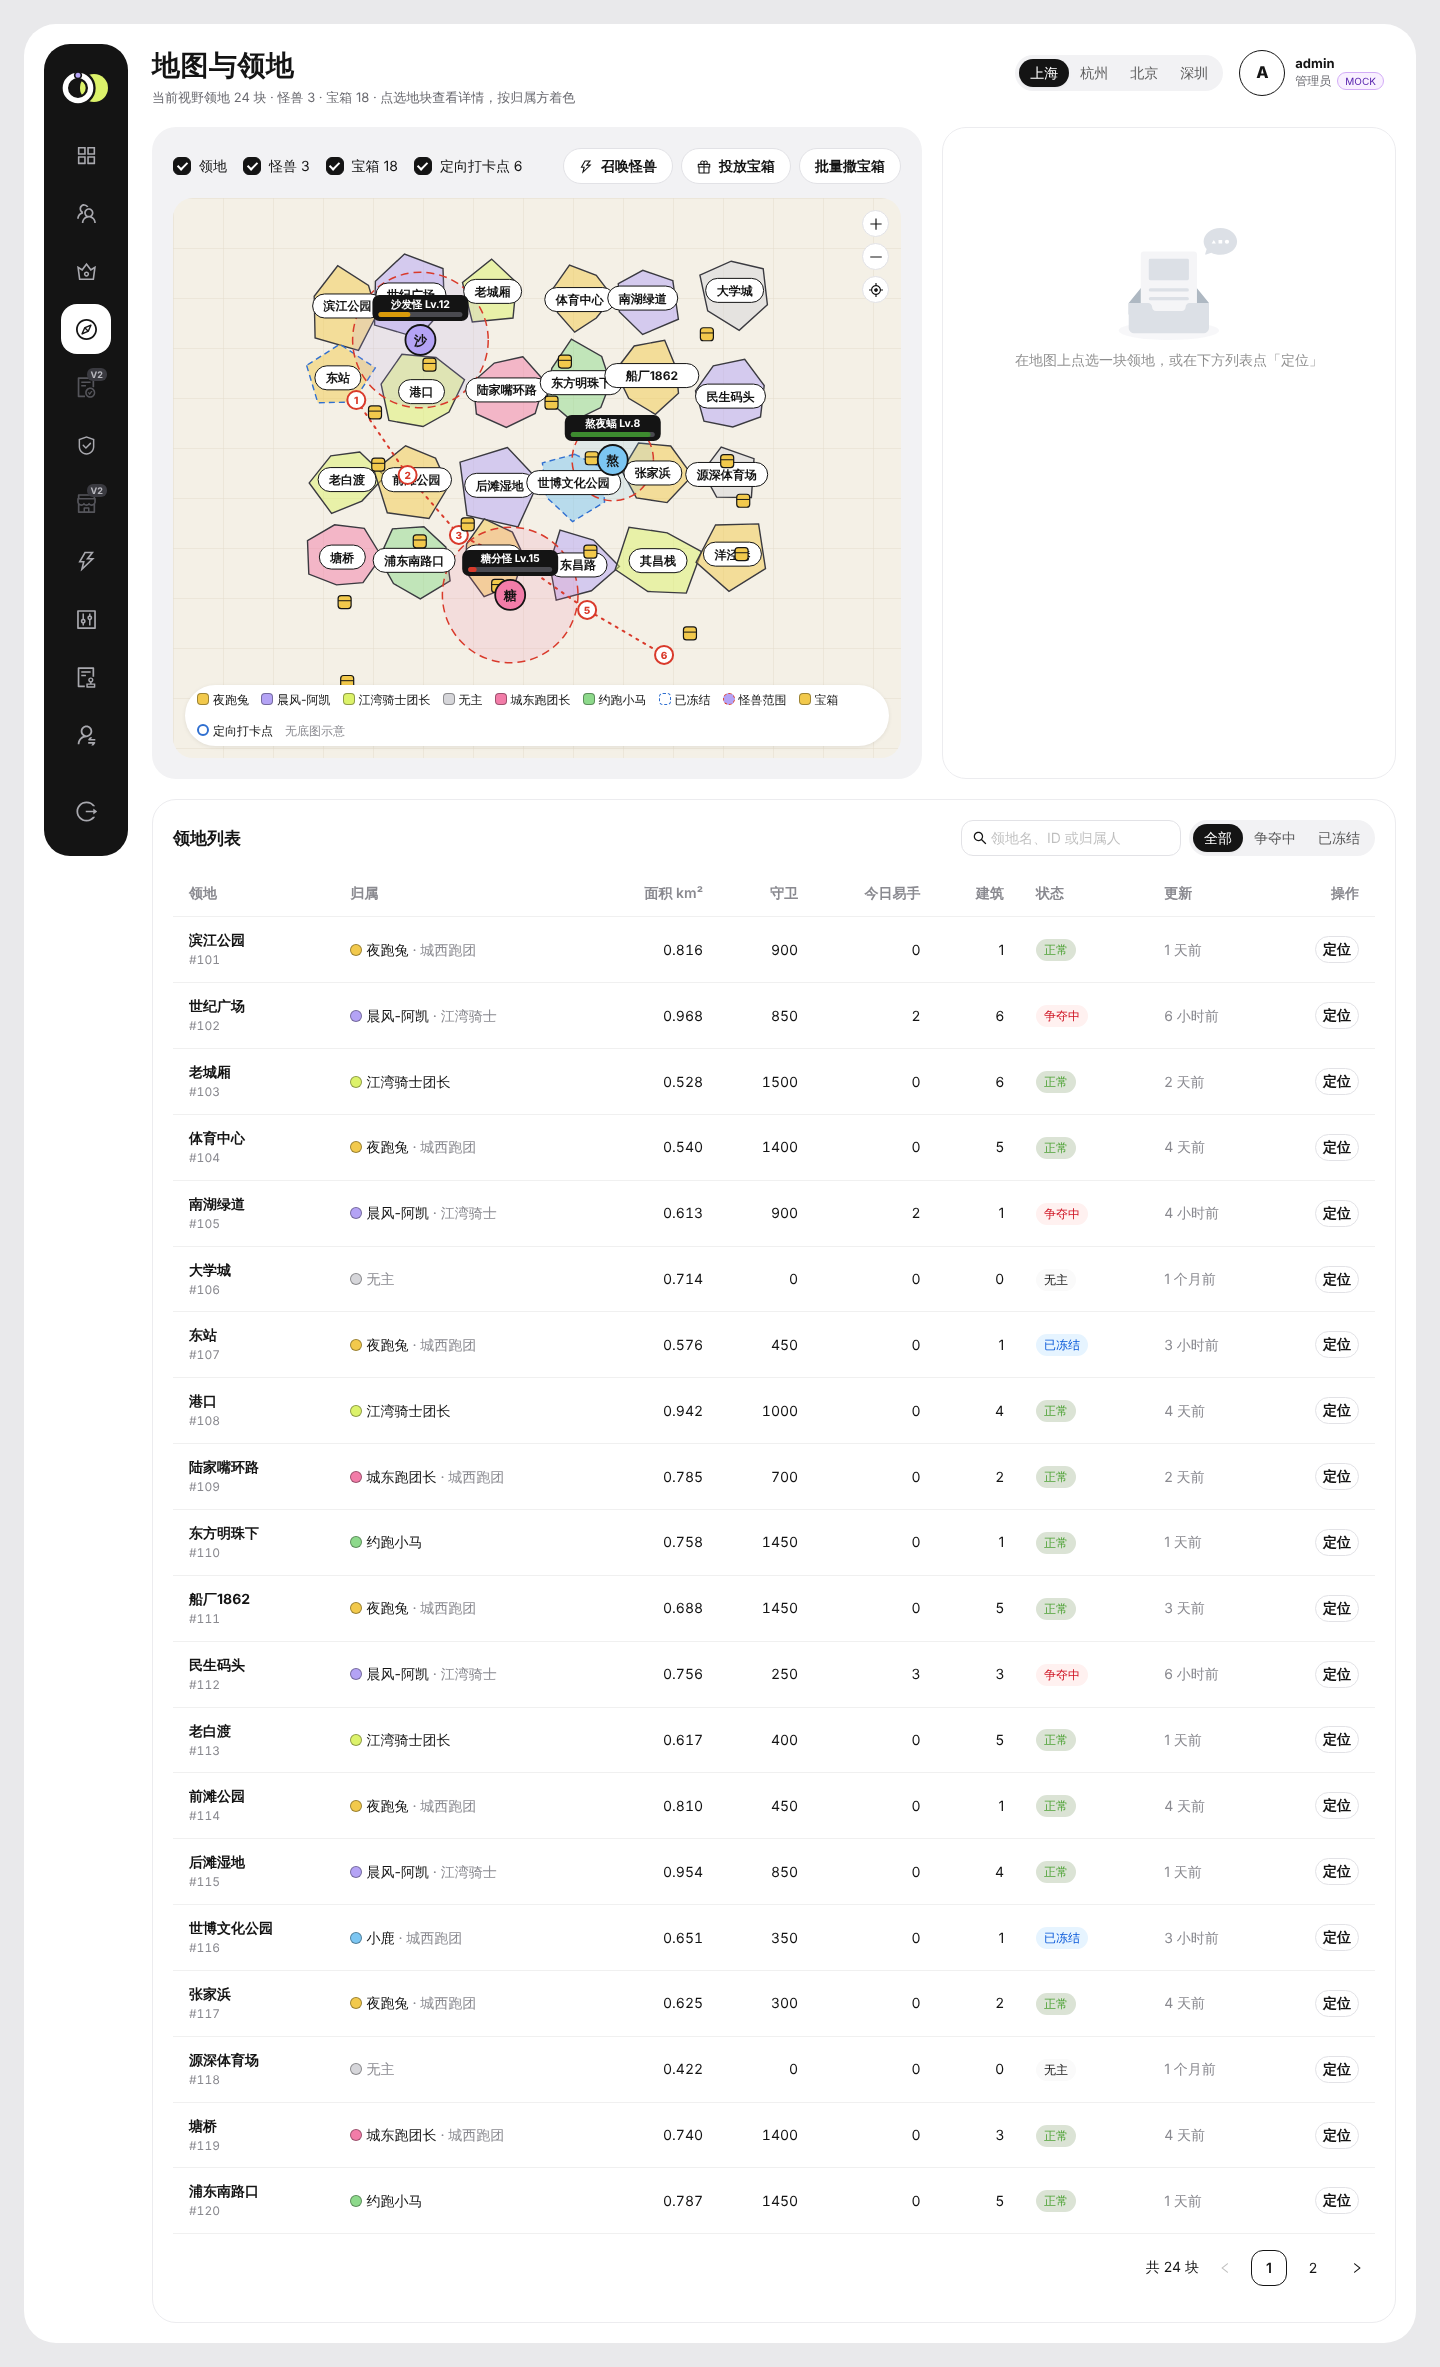 地图与领地
当前视野领地 24 块 · 怪兽 3 · 宝箱 18 · 点选地块查看详情，按归属方着色
上海 杭州 北京 深圳
A
admin
管理员 MOCK
V2
V2
领地 怪兽 3 宝箱 18 定向打卡点 6
召唤怪兽 投放宝箱 批量撒宝箱
滨江公园 老城厢 体育中心 南湖绿道 大学城
沙发怪 Lv.12
沙
东站 港口 陆家嘴环路 东方明珠下 船厂1862 民生码头
1
熬夜蝠 Lv.8
熬
老白渡 公园 后滩湿地 世博文化公园 张家浜 源深体育场
2
3
塘桥 浦东南路口 东昌路 其昌栈
糖分怪 Lv.15
糖
5
6
夜跑兔 晨风-阿凯 江湾骑士团长 无主 城东跑团长 约跑小马 已冻结 怪兽范围 宝箱
定向打卡点 无底图示意
在地图上点选一块领地，或在下方列表点「定位」
领地列表
领地名、ID 或归属人
全部 争夺中 已冻结
领地 归属 面积 km² 守卫 今日易手 建筑 状态 更新 操作
滨江公园 #101 夜跑兔 · 城西跑团 0.816 900 0 1 正常 1 天前 定位
世纪广场 #102 晨风-阿凯 · 江湾骑士 0.968 850 2 6 争夺中 6 小时前 定位
老城厢 #103 江湾骑士团长 0.528 1500 0 6 正常 2 天前 定位
体育中心 #104 夜跑兔 · 城西跑团 0.540 1400 0 5 正常 4 天前 定位
南湖绿道 #105 晨风-阿凯 · 江湾骑士 0.613 900 2 1 争夺中 4 小时前 定位
大学城 #106 无主 0.714 0 0 0 无主 1 个月前 定位
东站 #107 夜跑兔 · 城西跑团 0.576 450 0 1 已冻结 3 小时前 定位
港口 #108 江湾骑士团长 0.942 1000 0 4 正常 4 天前 定位
陆家嘴环路 #109 城东跑团长 · 城西跑团 0.785 700 0 2 正常 2 天前 定位
东方明珠下 #110 约跑小马 0.758 1450 0 1 正常 1 天前 定位
船厂1862 #111 夜跑兔 · 城西跑团 0.688 1450 0 5 正常 3 天前 定位
民生码头 #112 晨风-阿凯 · 江湾骑士 0.756 250 3 3 争夺中 6 小时前 定位
老白渡 #113 江湾骑士团长 0.617 400 0 5 正常 1 天前 定位
前滩公园 #114 夜跑兔 · 城西跑团 0.810 450 0 1 正常 4 天前 定位
后滩湿地 #115 晨风-阿凯 · 江湾骑士 0.954 850 0 4 正常 1 天前 定位
世博文化公园 #116 小鹿 · 城西跑团 0.651 350 0 1 已冻结 3 小时前 定位
张家浜 #117 夜跑兔 · 城西跑团 0.625 300 0 2 正常 4 天前 定位
源深体育场 #118 无主 0.422 0 0 0 无主 1 个月前 定位
塘桥 #119 城东跑团长 · 城西跑团 0.740 1400 0 3 正常 4 天前 定位
浦东南路口 #120 约跑小马 0.787 1450 0 5 正常 1 天前 定位
共 24 块 1 2